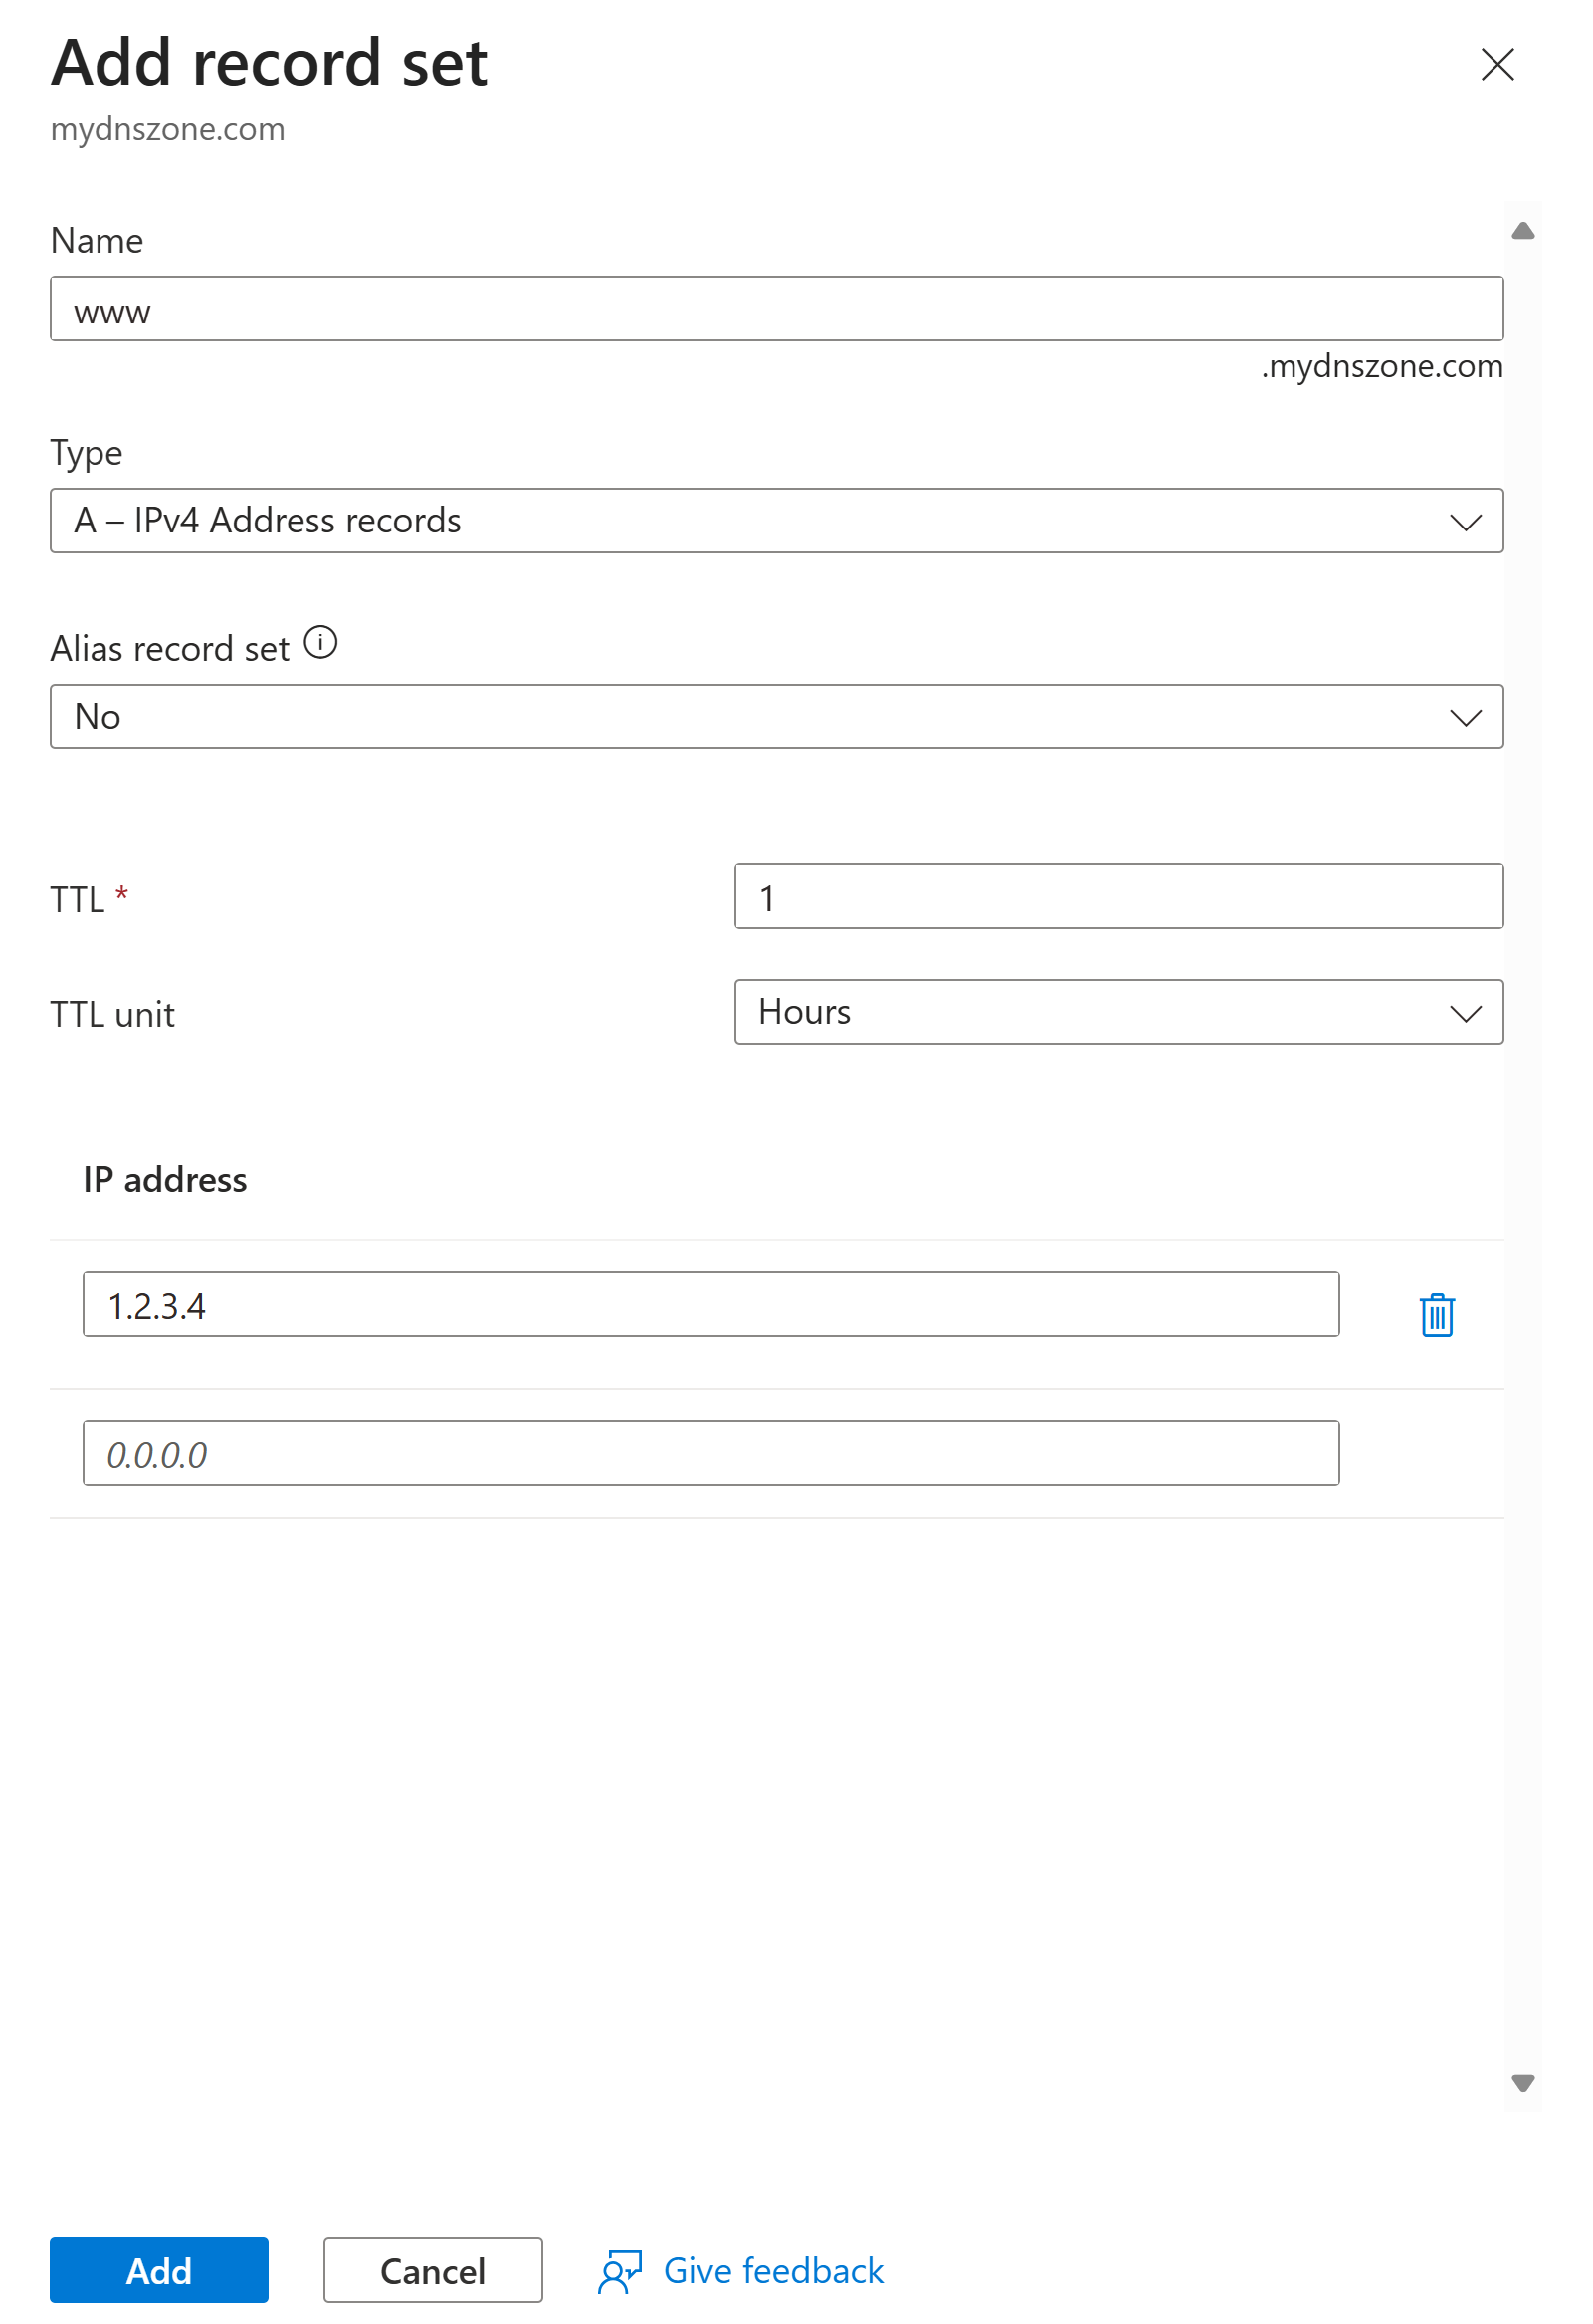 Add record set
mydnszone.com
Name
www
.mydnszone.com
Type
A – IPv4 Address records
Alias record set
No
TTL *
1
TTL unit
Hours
IP address
1.2.3.4
0.0.0.0
Add
Cancel
Give feedback